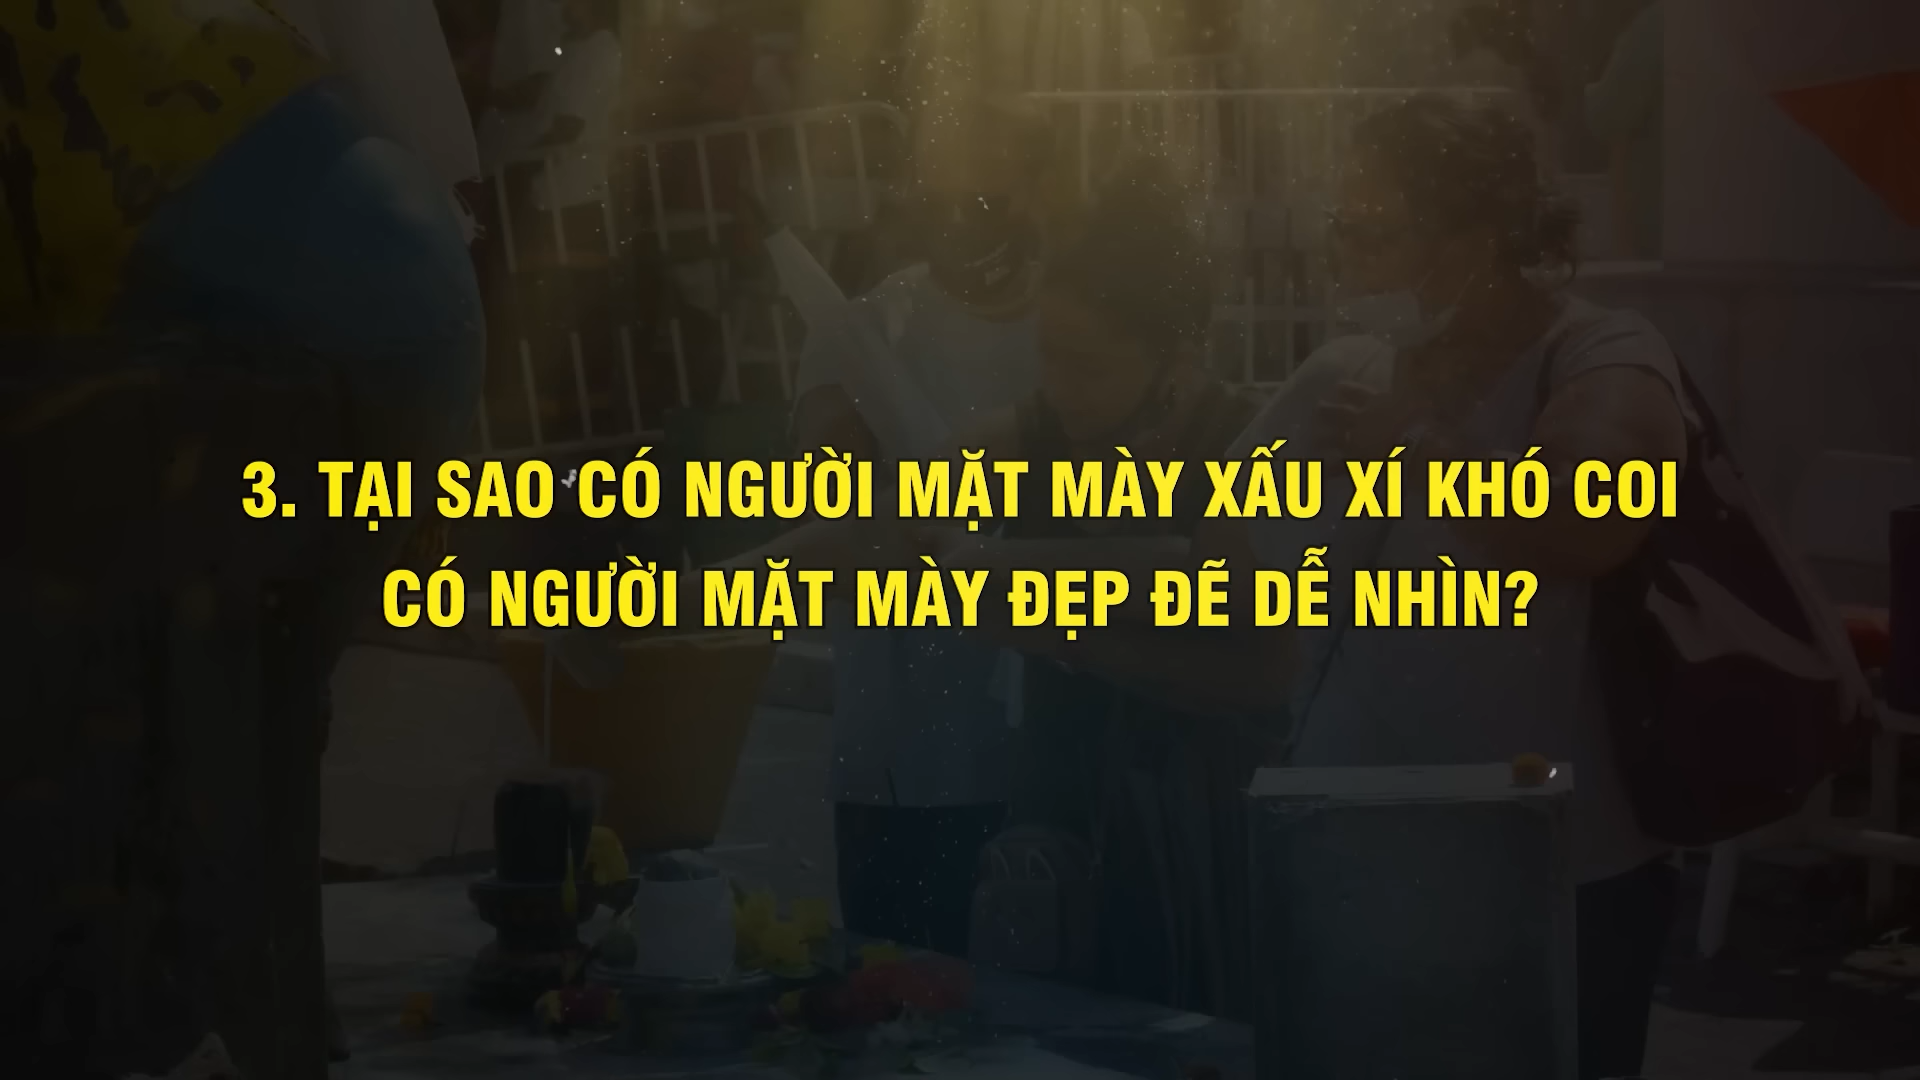 3. TẠI SAO CÓ NGƯỜI MẶT MÀY XẤU XÍ KHÓ COI
CÓ NGƯỜI MẶT MÀY ĐẸP ĐẼ DỄ NHÌN?